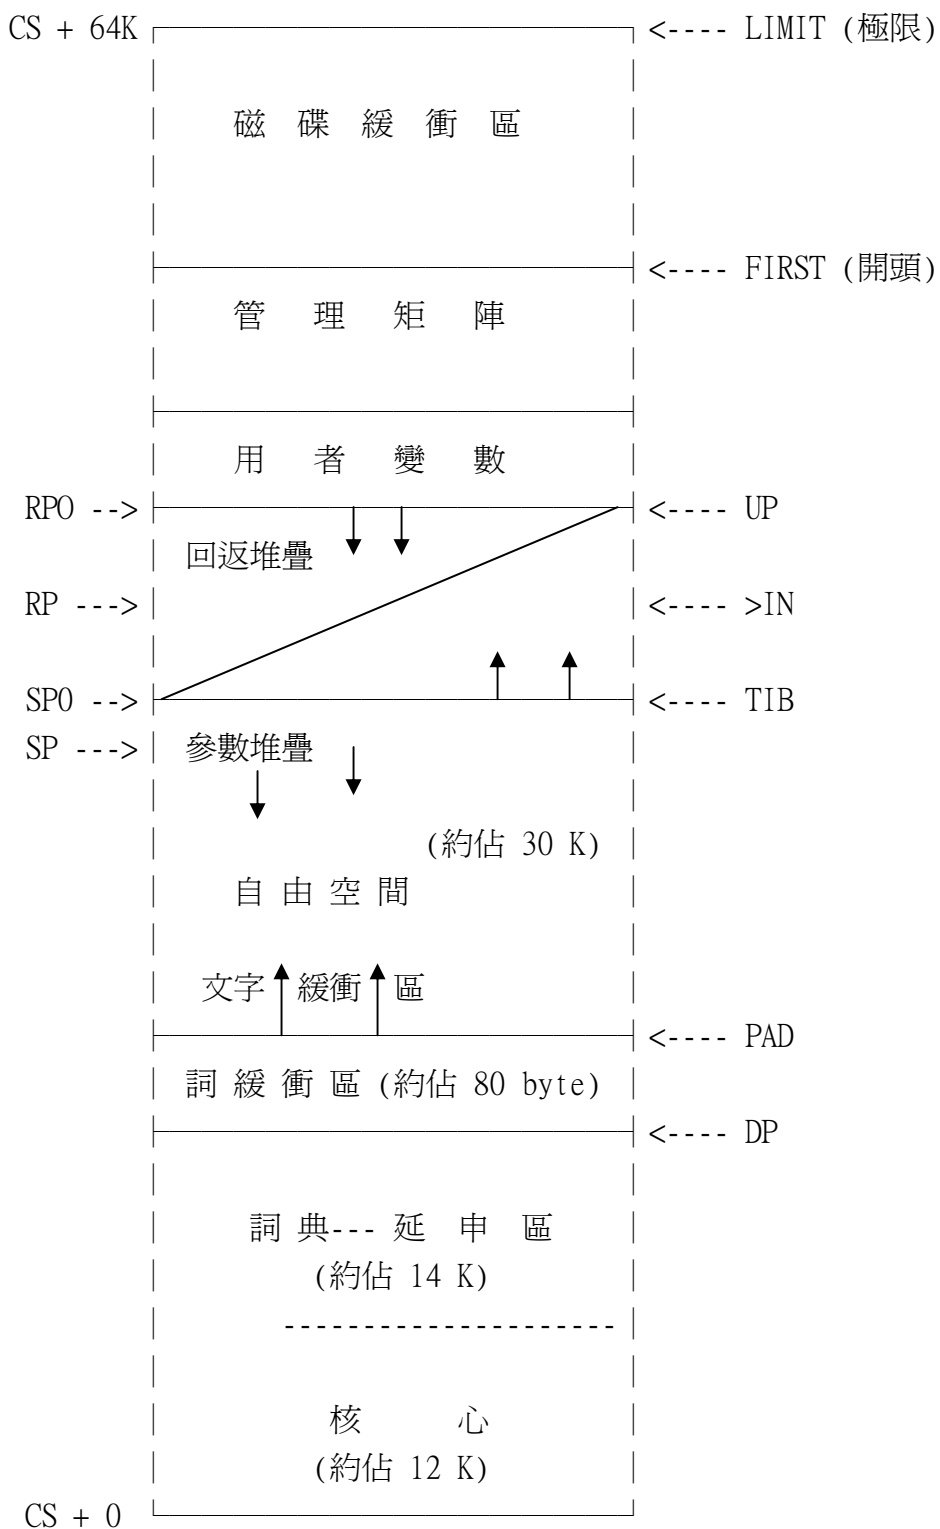 CS + 64K <---- LIMIT (極限)
磁 碟 緩 衝 區
<---- FIRST (開頭)
管 理 矩 陣
用 者 變 數
RP0 --> <---- UP
回返堆疊
RP ---> <---- >IN
SP0 --> <---- TIB
SP ---> 參數堆疊
(約佔 30 K)
自 由 空 間
文字 緩衝 區
<---- PAD
詞 緩 衝 區 (約佔 80 byte)
<---- DP
詞 典--- 延 申 區
(約佔 14 K)
---------------------
核 心
(約佔 12 K)
CS + 0